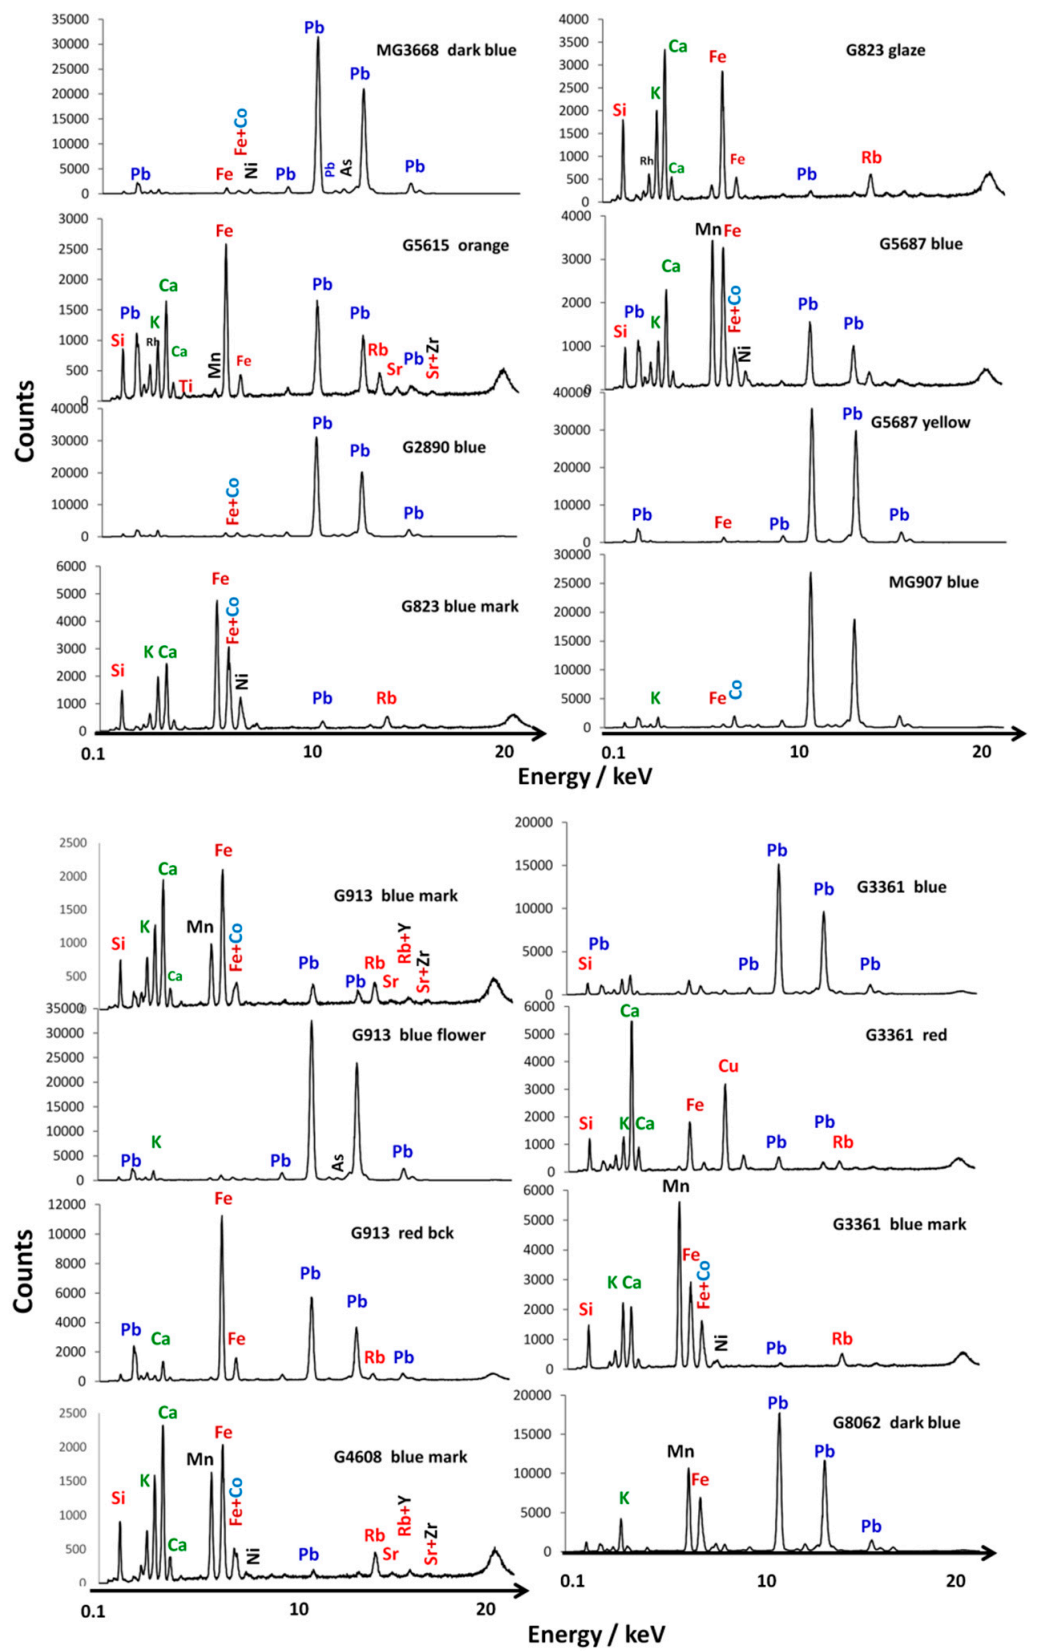 35000
30000
25000
20000
15000
10000
5000
0
MG3668 dark blue
Pb
Fe
Fe+Co
Ni
Pb
Pb
Pb
As
Pb
Pb
4000
3500
3000
2500
2000
1500
1000
500
0
G823 glaze
Si
Rh
K
Ca
Ca
Fe
Fe
Pb
Rb
3000
2500
2000
1500
1000
500
0
G5615 orange
Si
Pb
Rh
K
Ca
Ca
Ti
Mn
Fe
Fe
Pb
Pb
Rb
Sr
Pb
Sr+Zr
4000
3000
2000
1000
0
G5687 blue
Si
Pb
K
Ca
Mn
Fe
Fe+Co
Ni
Pb
Pb
Counts
40000
30000
20000
10000
0
G2890 blue
Fe+Co
Pb
Pb
Pb
40000
30000
20000
10000
0
G5687 yellow
Pb
Fe
Pb
Pb
Pb
6000
5000
4000
3000
2000
1000
0
G823 blue mark
Si
K Ca
Fe
Fe+Co
Ni
Pb
Rb
0.1
10
20
30000
25000
20000
15000
10000
5000
0
MG907 blue
K
Fe
Co
0.1
10
20
Energy / keV
2500
2000
1500
1000
500
0
G913 blue mark
Si
K
Ca
Ca
Mn
Fe
Fe+Co
Pb
Pb
Rb
Sr
Rb+Y
Sr+Zr
20000
15000
10000
5000
0
G3361 blue
Si
Pb
Pb
Pb
Pb
Pb
35000
30000
25000
20000
15000
10000
5000
0
G913 blue flower
Pb
K
Pb
As
Pb
6000
5000
4000
3000
2000
1000
0
G3361 red
Si
K
Ca
Ca
Fe
Cu
Pb
Pb
Rb
Counts
12000
10000
8000
6000
4000
2000
0
G913 red bck
Pb
Ca
Fe
Fe
Pb
Pb
Rb
Pb
6000
5000
4000
3000
2000
1000
0
G3361 blue mark
Si
K Ca
Mn
Fe
Fe+Co
Ni
Pb
Rb
2500
2000
1500
1000
500
0
G4608 blue mark
Si
K
Ca
Ca
Mn
Fe
Fe+Co
Ni
Pb
Rb
Sr
Rb+Y
Sr+Zr
0.1
10
20
20000
15000
10000
5000
0
G8062 dark blue
K
Mn
Fe
Pb
Pb
Pb
0.1
10
20
Energy / keV